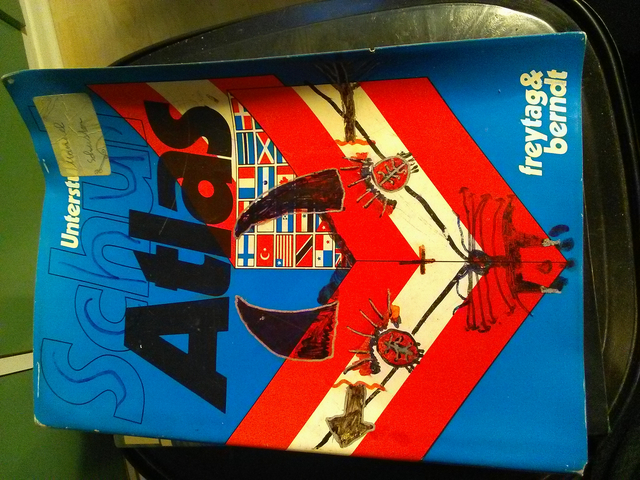 Unterst
Schul
Atlas
freytag&
berndt